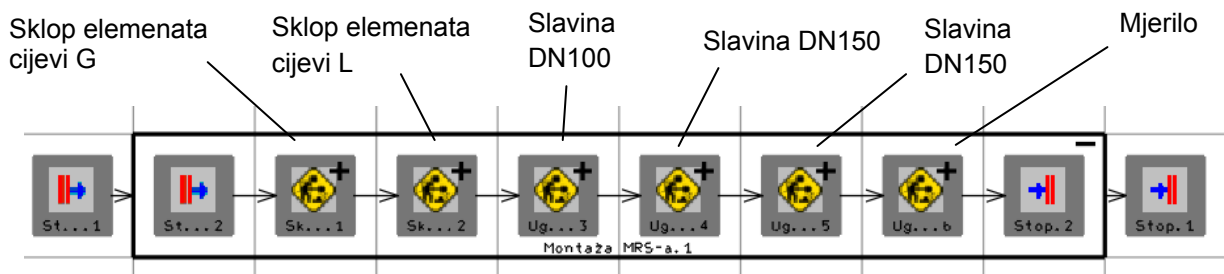 Sklop elemenata
cijevi G
Sklop elemenata
cijevi L
Slavina
DN100
Slavina DN150
Slavina
DN150
Mjerilo
St...1
St...2
Sk...1
Sk...2
Ug...3
Ug...4
Ug...5
Ug...6
Stop.2
Stop.1
Montaža MRS-a.1